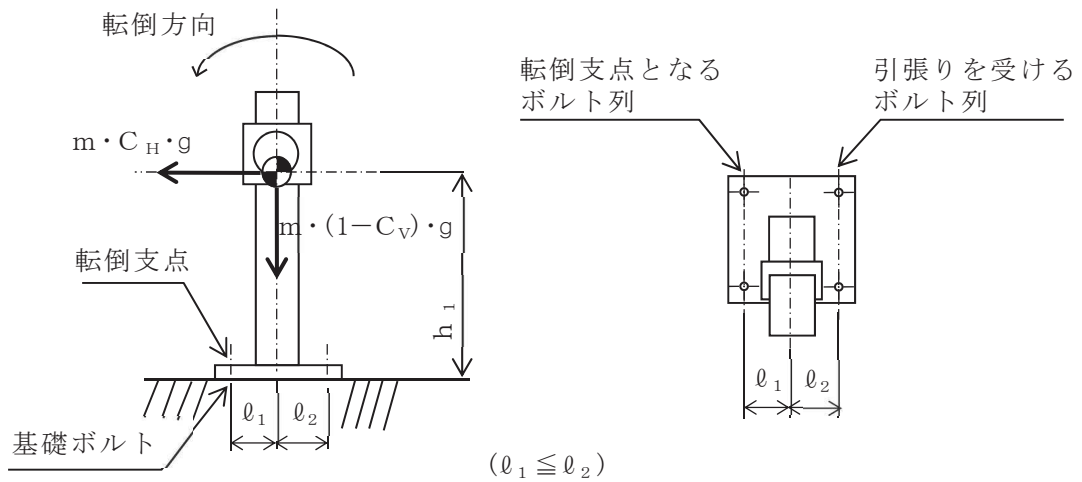 転倒方向
転倒支点となる
ボルト列
引張りを受ける
ボルト列
m・C_H・g
m・(1−C_V)・g
転倒支点
h_1
ℓ_1
ℓ_2
ℓ_1
ℓ_2
基礎ボルト
(ℓ_1≦ℓ_2)